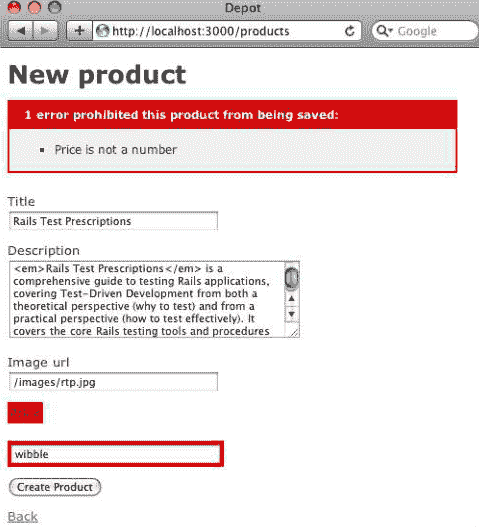 Depot
http://localhost:3000/products
Google
New product
1 error prohibited this product from being saved:
Price is not a number
Title
Rails Test Prescriptions
Description
<em>Rails Test Prescriptions</em> is a
comprehensive guide to testing Rails applications,
covering Test-Driven Development from both a
theoretical perspective (why to test) and from a
practical perspective (how to test effectively). It
covers the core Rails testing tools and procedures
Image url
/images/rtp.jpg
wibble
Create Product
Back